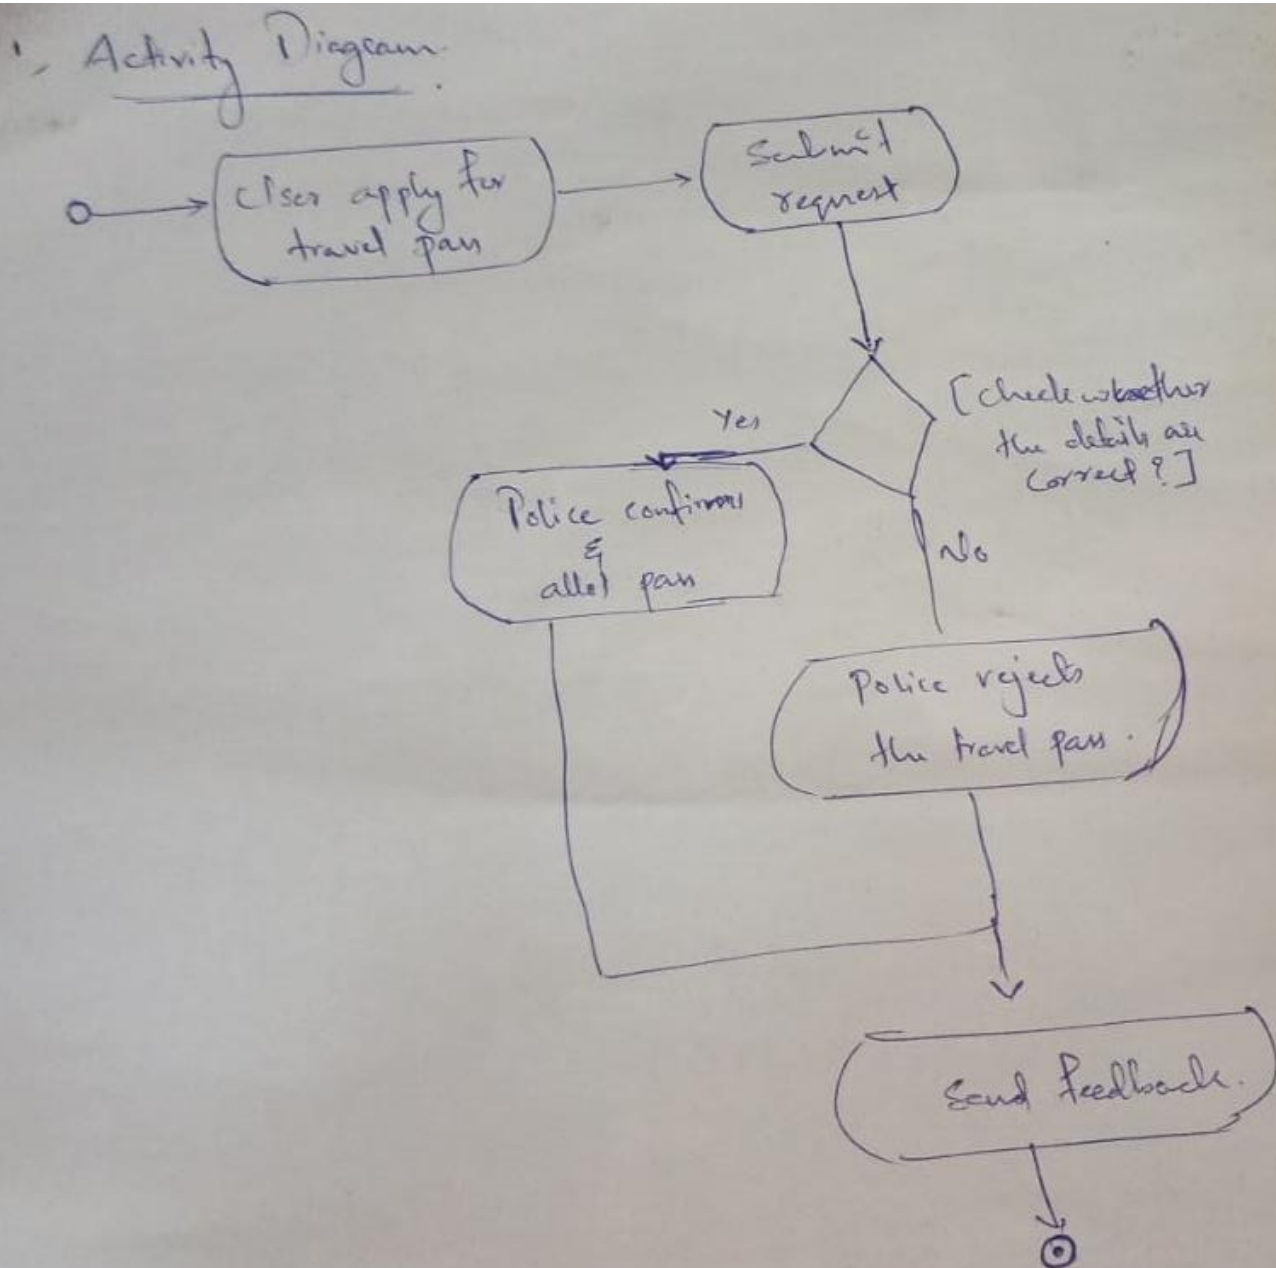 1. Activity Diagram.
User apply for
travel pass
Submit
request
[check whether
the details are
correct?]
Yes
Police confirms
&
allot pass
No
Police rejects
the travel pass.
Send feedback.